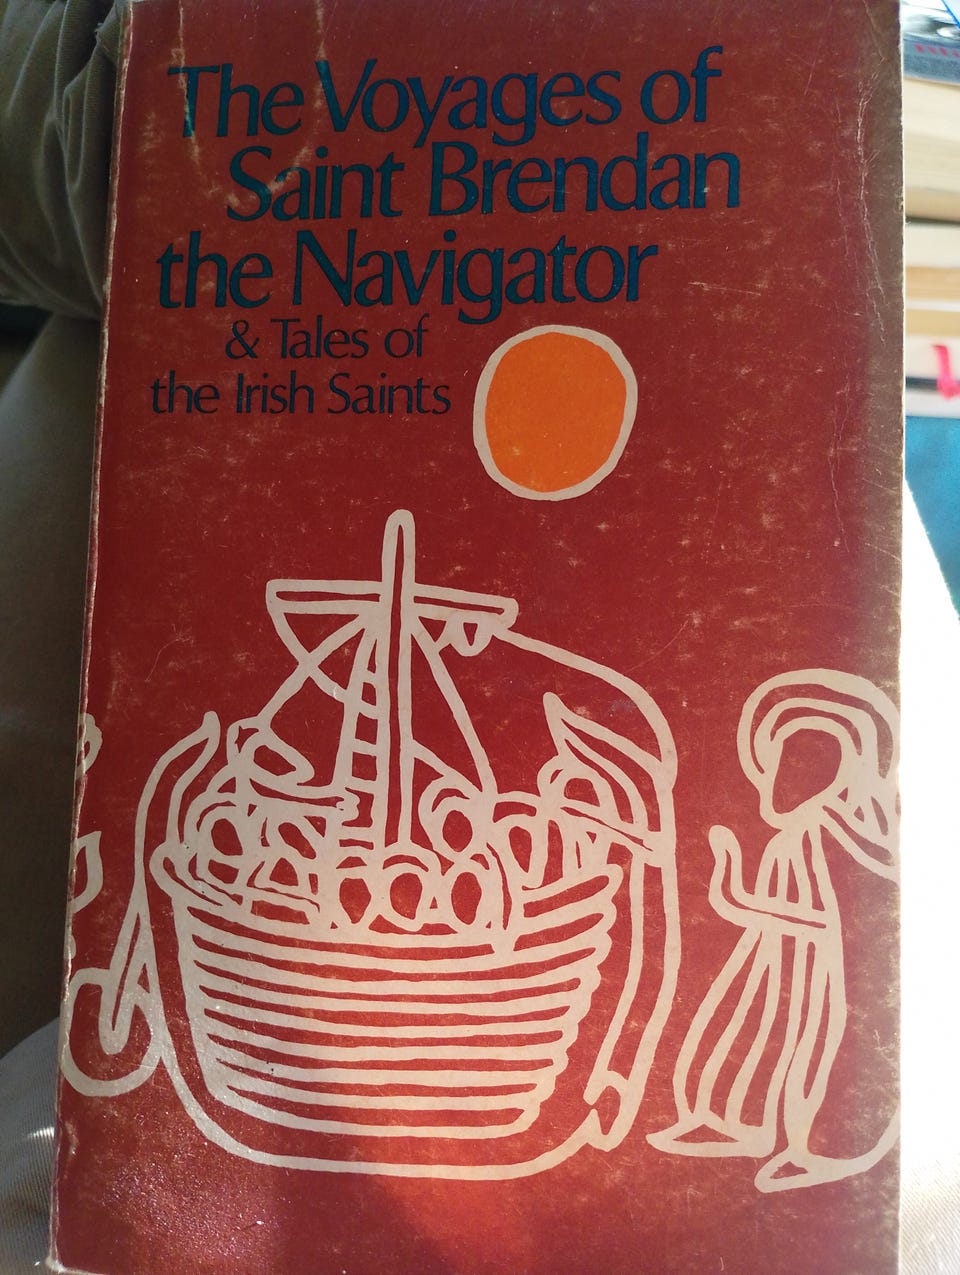 The Voyages of
Saint Brendan
the Navigator
& Tales of
the Irish Saints